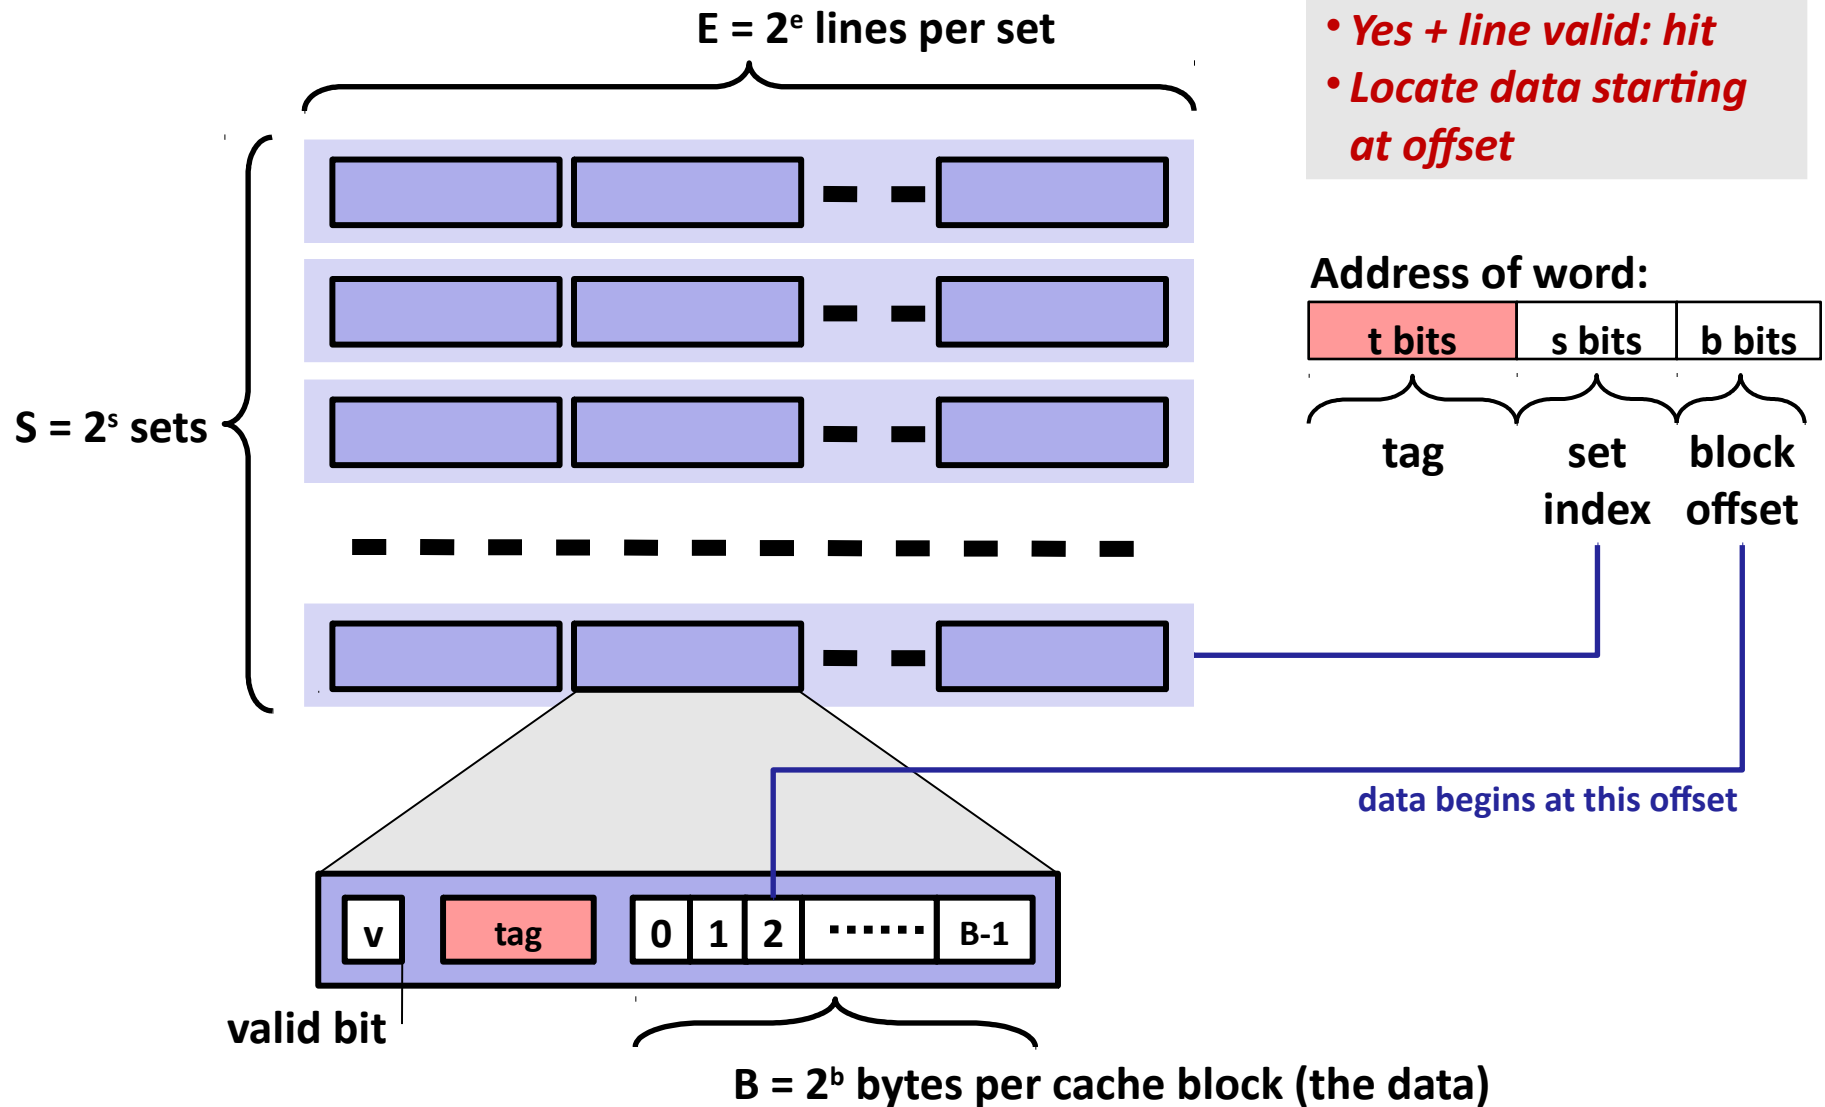 E = 2ᵉ lines per set
• Yes + line valid: hit
• Locate data starting
at offset
Address of word:
t bits s bits b bits
S = 2ˢ sets
tag set block
index offset
data begins at this offset
v tag 0 1 2 ...... B-1
valid bit
B = 2ᵇ bytes per cache block (the data)